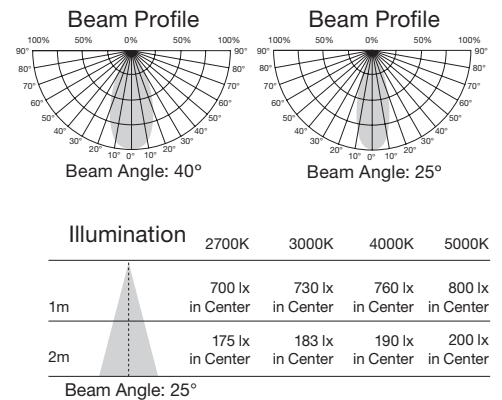 Beam Profile
Beam Profile
100% 50% 0% 50% 100%
100% 50% 0% 50% 100%
90° 90°
90° 90°
80° 80°
80° 80°
70° 70°
70° 70°
60° 60°
60° 60°
50° 50°
50° 50°
40° 40°
40° 40°
30° 30°
30° 30°
20° 10° 0° 10° 20°
20° 10° 0° 10° 20°
Beam Angle: 40°
Beam Angle: 25°
Illumination 2700K 3000K 4000K 5000K
700 lx 730 lx 760 lx 800 lx
1m in Center in Center in Center in Center
175 lx 183 lx 190 lx 200 lx
2m in Center in Center in Center in Center
Beam Angle: 25°